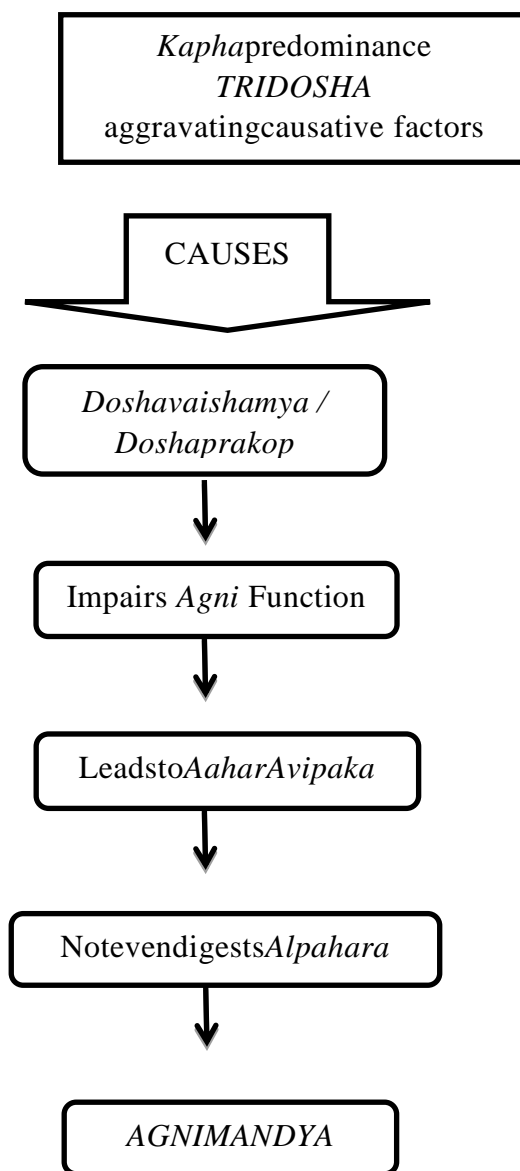 Kaphapredominance
TRIDOSHA
aggravatingcausative factors
CAUSES
Doshavaishamya /
Doshaprakop
Impairs Agni Function
LeadstoAaharAvipaka
NotevendigestsAlpahara
AGNIMANDYA